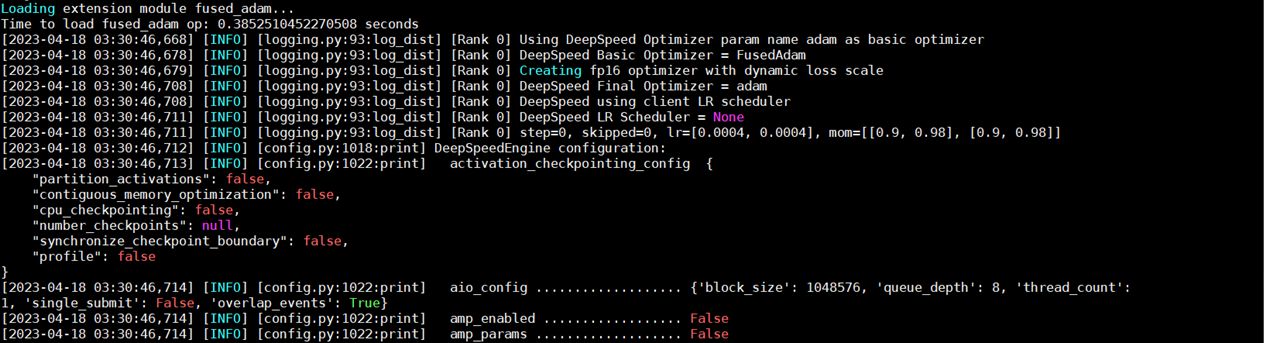 Loading extension module fused_adam...
Time to load fused_adam op: 0.3852510452270508 seconds
[2023-04-18 03:30:46,668] [INFO] [logging.py:93:log_dist] [Rank 0] Using DeepSpeed Optimizer param name adam as basic optimizer
[2023-04-18 03:30:46,678] [INFO] [logging.py:93:log_dist] [Rank 0] DeepSpeed Basic Optimizer = FusedAdam
[2023-04-18 03:30:46,679] [INFO] [logging.py:93:log_dist] [Rank 0] Creating fp16 optimizer with dynamic loss scale
[2023-04-18 03:30:46,708] [INFO] [logging.py:93:log_dist] [Rank 0] DeepSpeed Final Optimizer = adam
[2023-04-18 03:30:46,708] [INFO] [logging.py:93:log_dist] [Rank 0] DeepSpeed using client LR scheduler
[2023-04-18 03:30:46,711] [INFO] [logging.py:93:log_dist] [Rank 0] DeepSpeed LR Scheduler = None
[2023-04-18 03:30:46,711] [INFO] [logging.py:93:log_dist] [Rank 0] step=0, skipped=0, lr=[0.0004, 0.0004], mom=[[0.9, 0.98], [0.9, 0.98]]
[2023-04-18 03:30:46,712] [INFO] [config.py:1018:print] DeepSpeedEngine configuration:
[2023-04-18 03:30:46,713] [INFO] [config.py:1022:print]   activation_checkpointing_config  {
    "partition_activations": false,
    "contiguous_memory_optimization": false,
    "cpu_checkpointing": false,
    "number_checkpoints": null,
    "synchronize_checkpoint_boundary": false,
    "profile": false
}
[2023-04-18 03:30:46,714] [INFO] [config.py:1022:print]   aio_config ................... {'block_size': 1048576, 'queue_depth': 8, 'thread_count':
1, 'single_submit': False, 'overlap_events': True}
[2023-04-18 03:30:46,714] [INFO] [config.py:1022:print]   amp_enabled .................. False
[2023-04-18 03:30:46,714] [INFO] [config.py:1022:print]   amp_params ................... False